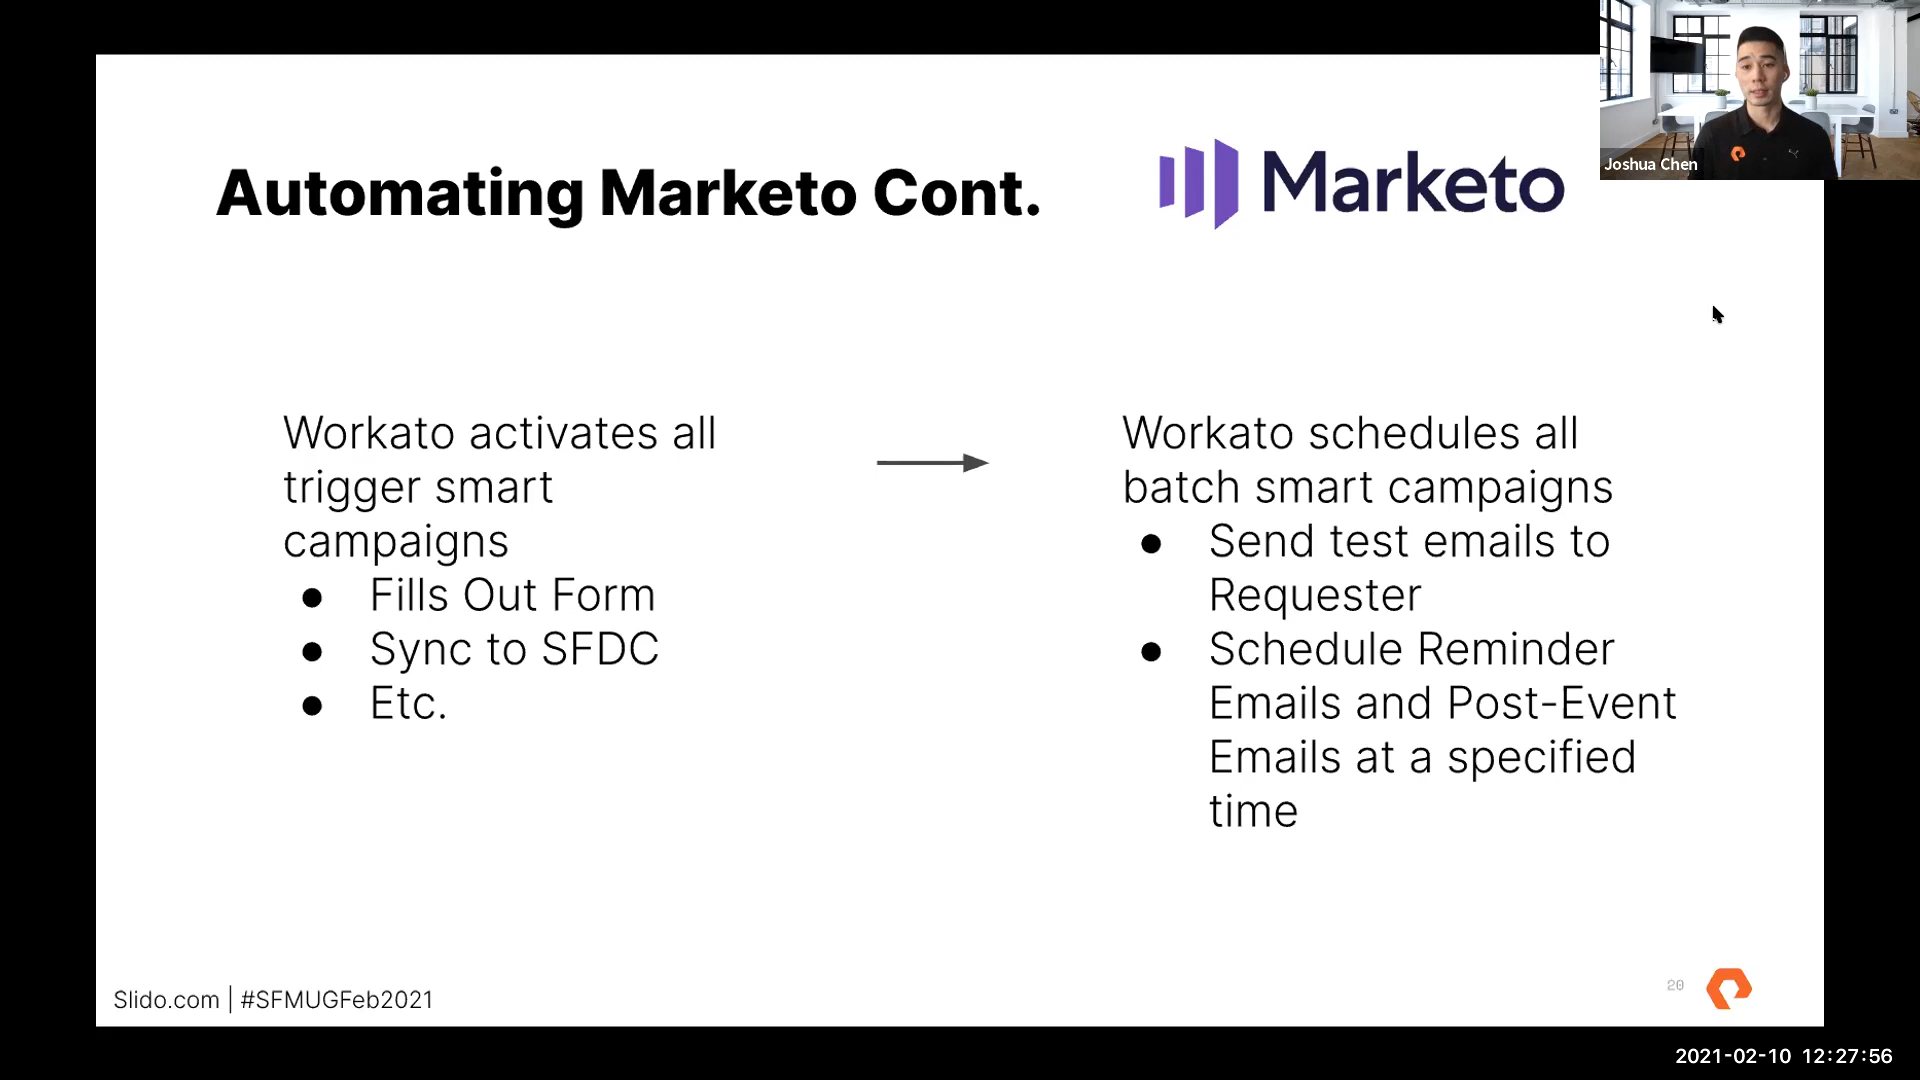 Automating Marketo Cont.
Marketo
Joshua Chen
Workato activates all
trigger smart
campaigns
● Fills Out Form
● Sync to SFDC
● Etc.
Workato schedules all
batch smart campaigns
● Send test emails to
Requester
● Schedule Reminder
Emails and Post-Event
Emails at a specified
time
Slido.com | #SFMUGFeb2021
20
2021-02-10 12:27:56